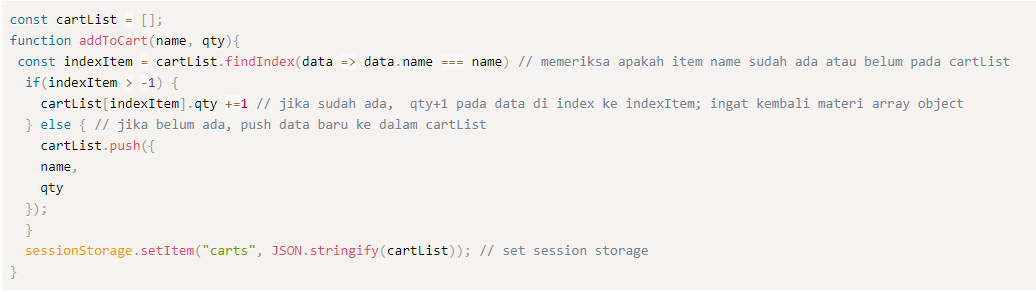 const cartList = [];
function addToCart(name, qty){
 const indexItem = cartList.findIndex(data => data.name === name) // memeriksa apakah item name sudah ada atau belum pada cartList
  if(indexItem > -1) {
    cartList[indexItem].qty +=1 // jika sudah ada,  qty+1 pada data di index ke indexItem; ingat kembali materi array object
  } else { // jika belum ada, push data baru ke dalam cartList
    cartList.push({
    name,
    qty
  });
  }
  sessionStorage.setItem("carts", JSON.stringify(cartList)); // set session storage
}